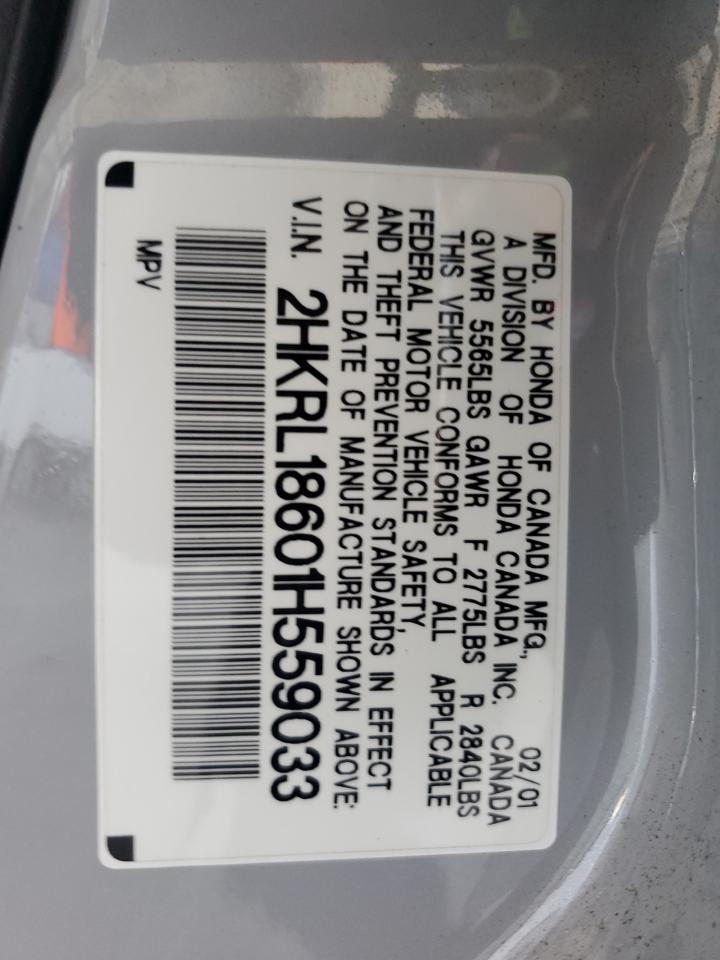 MFD. BY HONDA OF CANADA MFG., 02/01
A DIVISION OF HONDA CANADA INC. CANADA
GVWR 5565LBS GAWR F 2775LBS R 2840LBS
THIS VEHICLE CONFORMS TO ALL APPLICABLE
FEDERAL MOTOR VEHICLE SAFETY,
AND THEFT PREVENTION STANDARDS IN EFFECT
ON THE DATE OF MANUFACTURE SHOWN ABOVE:
V.I.N. 2HKRL18601H559033
MPV